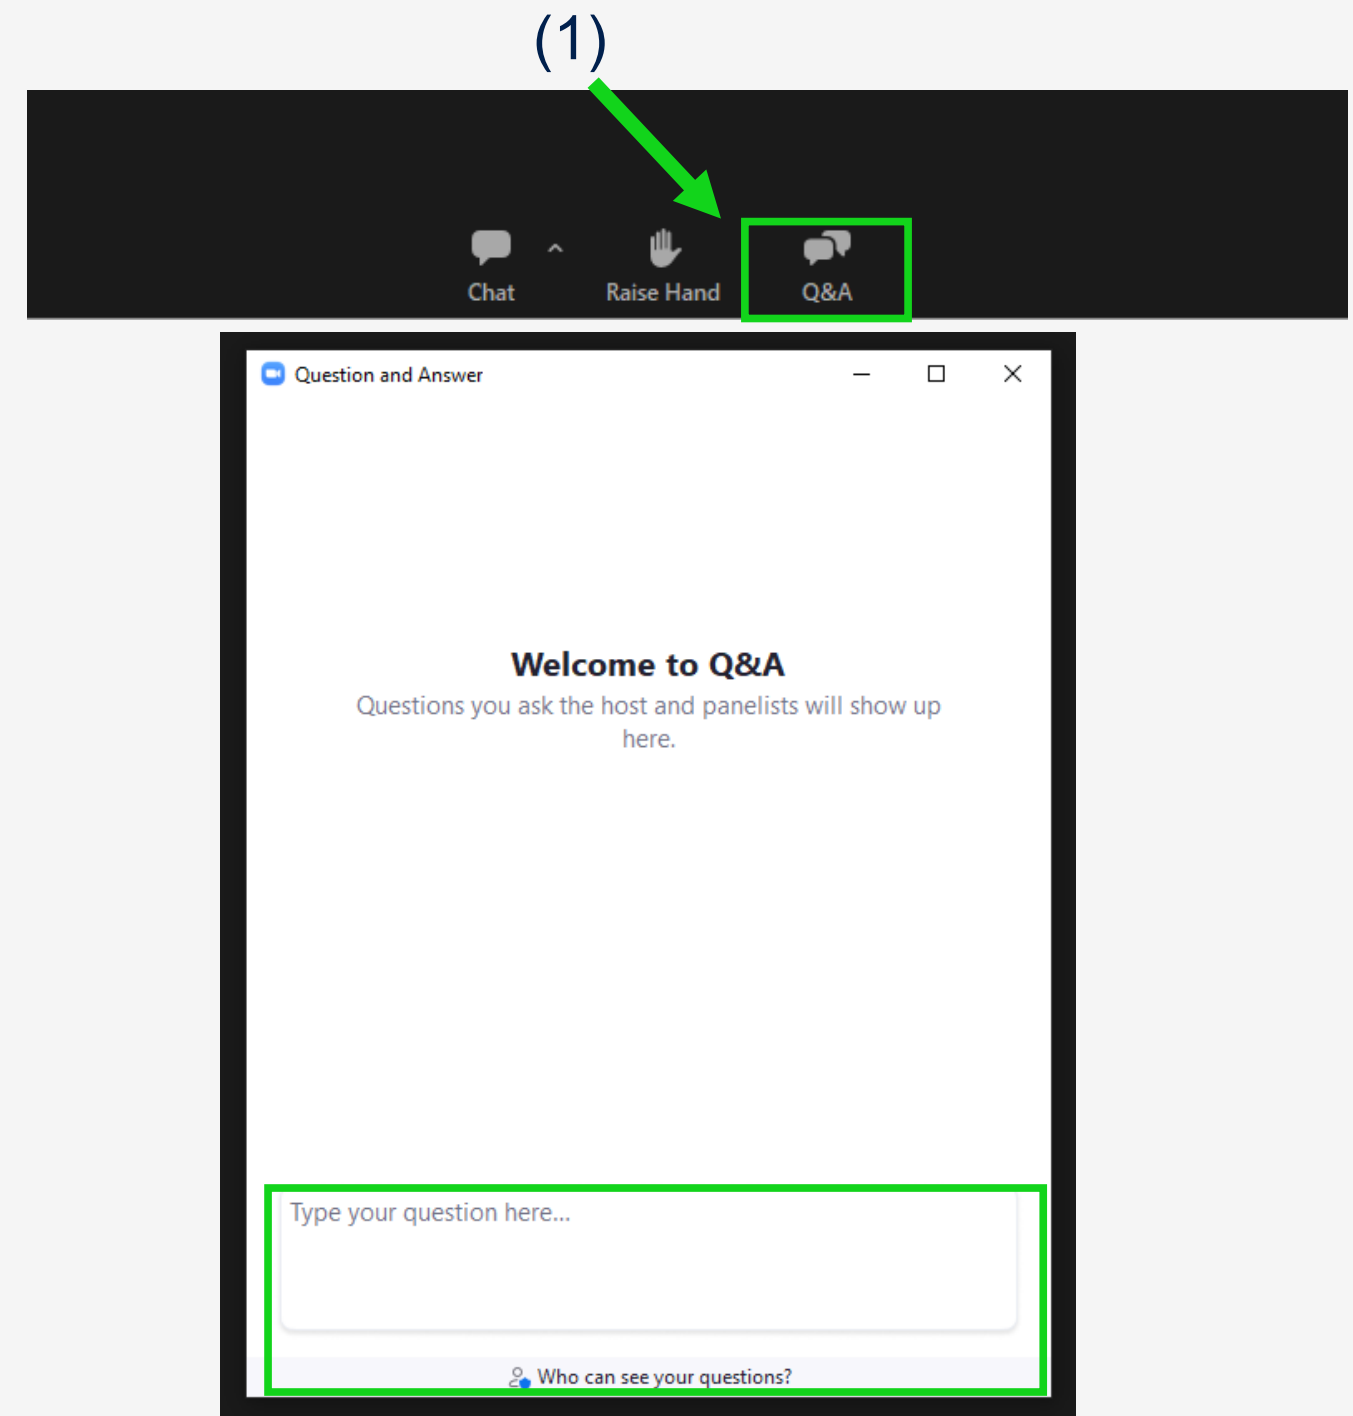 (1)
Chat
Raise Hand
Q&A
Question and Answer
Welcome to Q&A
Questions you ask the host and panelists will show up
here.
Type your question here...
Who can see your questions?